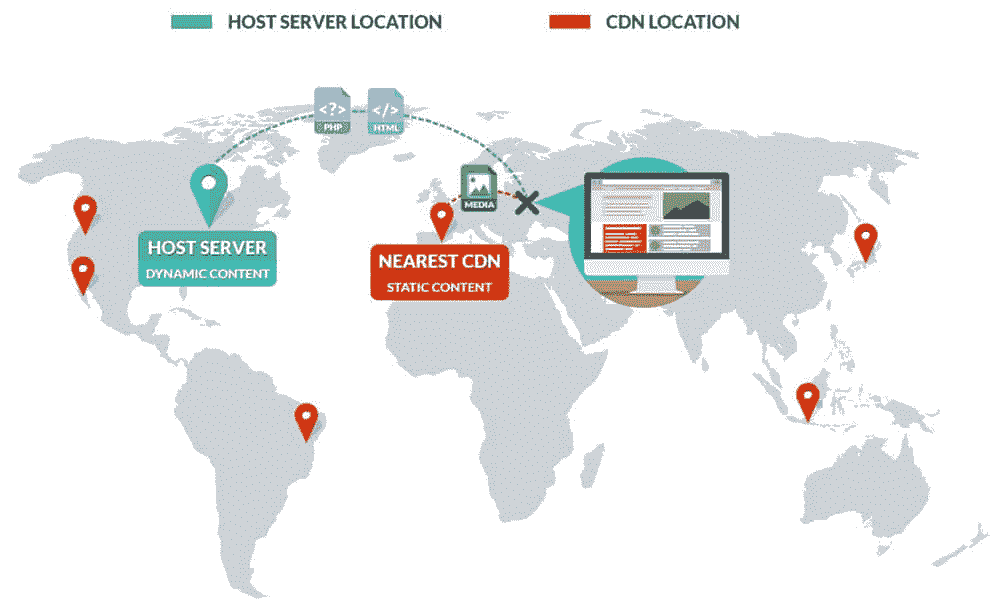 HOST SERVER LOCATION
CDN LOCATION
<?>
PHP
</>
HTML
MEDIA
HOST SERVER
DYNAMIC CONTENT
NEAREST CDN
STATIC CONTENT